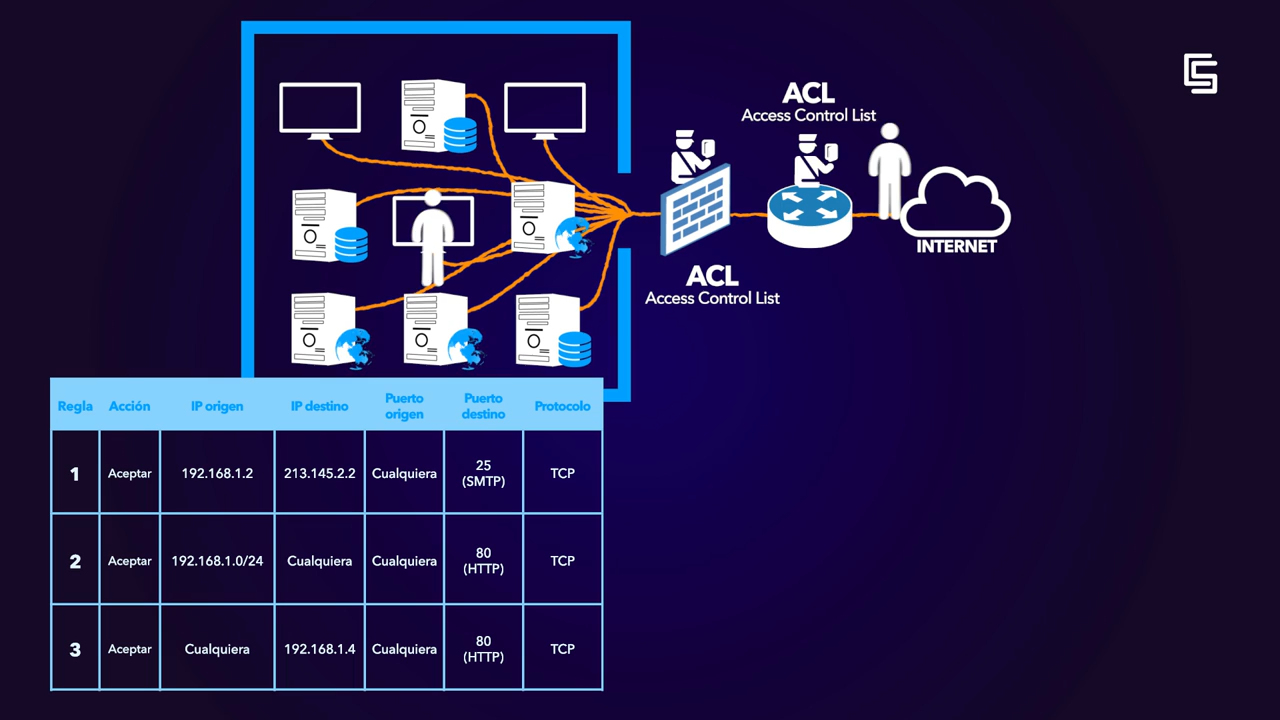 ACL
Access Control List
INTERNET
ACL
Access Control List
Regla Acción IP origen IP destino Puerto origen Puerto destino Protocolo
1 Aceptar 192.168.1.2 213.145.2.2 Cualquiera 25 (SMTP) TCP
2 Aceptar 192.168.1.0/24 Cualquiera Cualquiera 80 (HTTP) TCP
3 Aceptar Cualquiera 192.168.1.4 Cualquiera 80 (HTTP) TCP